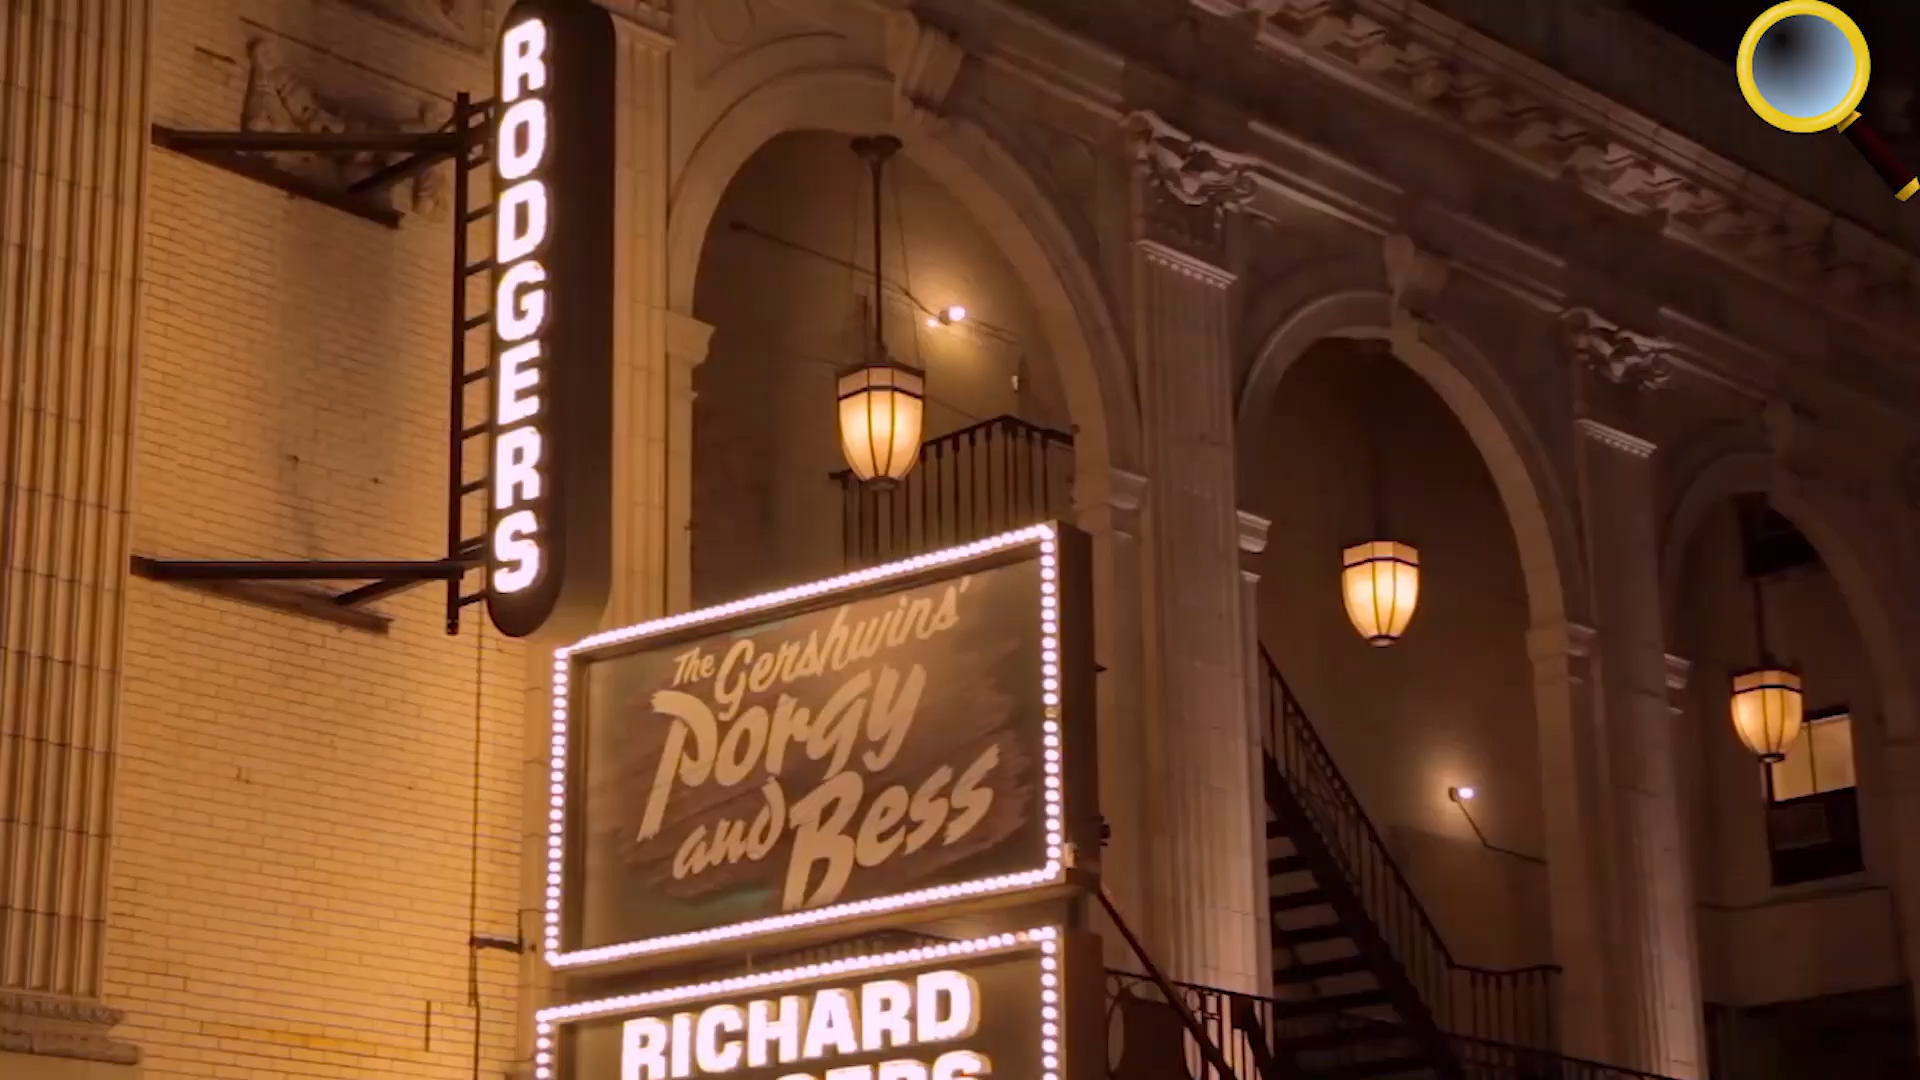 RODGERS
The Gershwins'
Porgy
and Bess
RICHARD